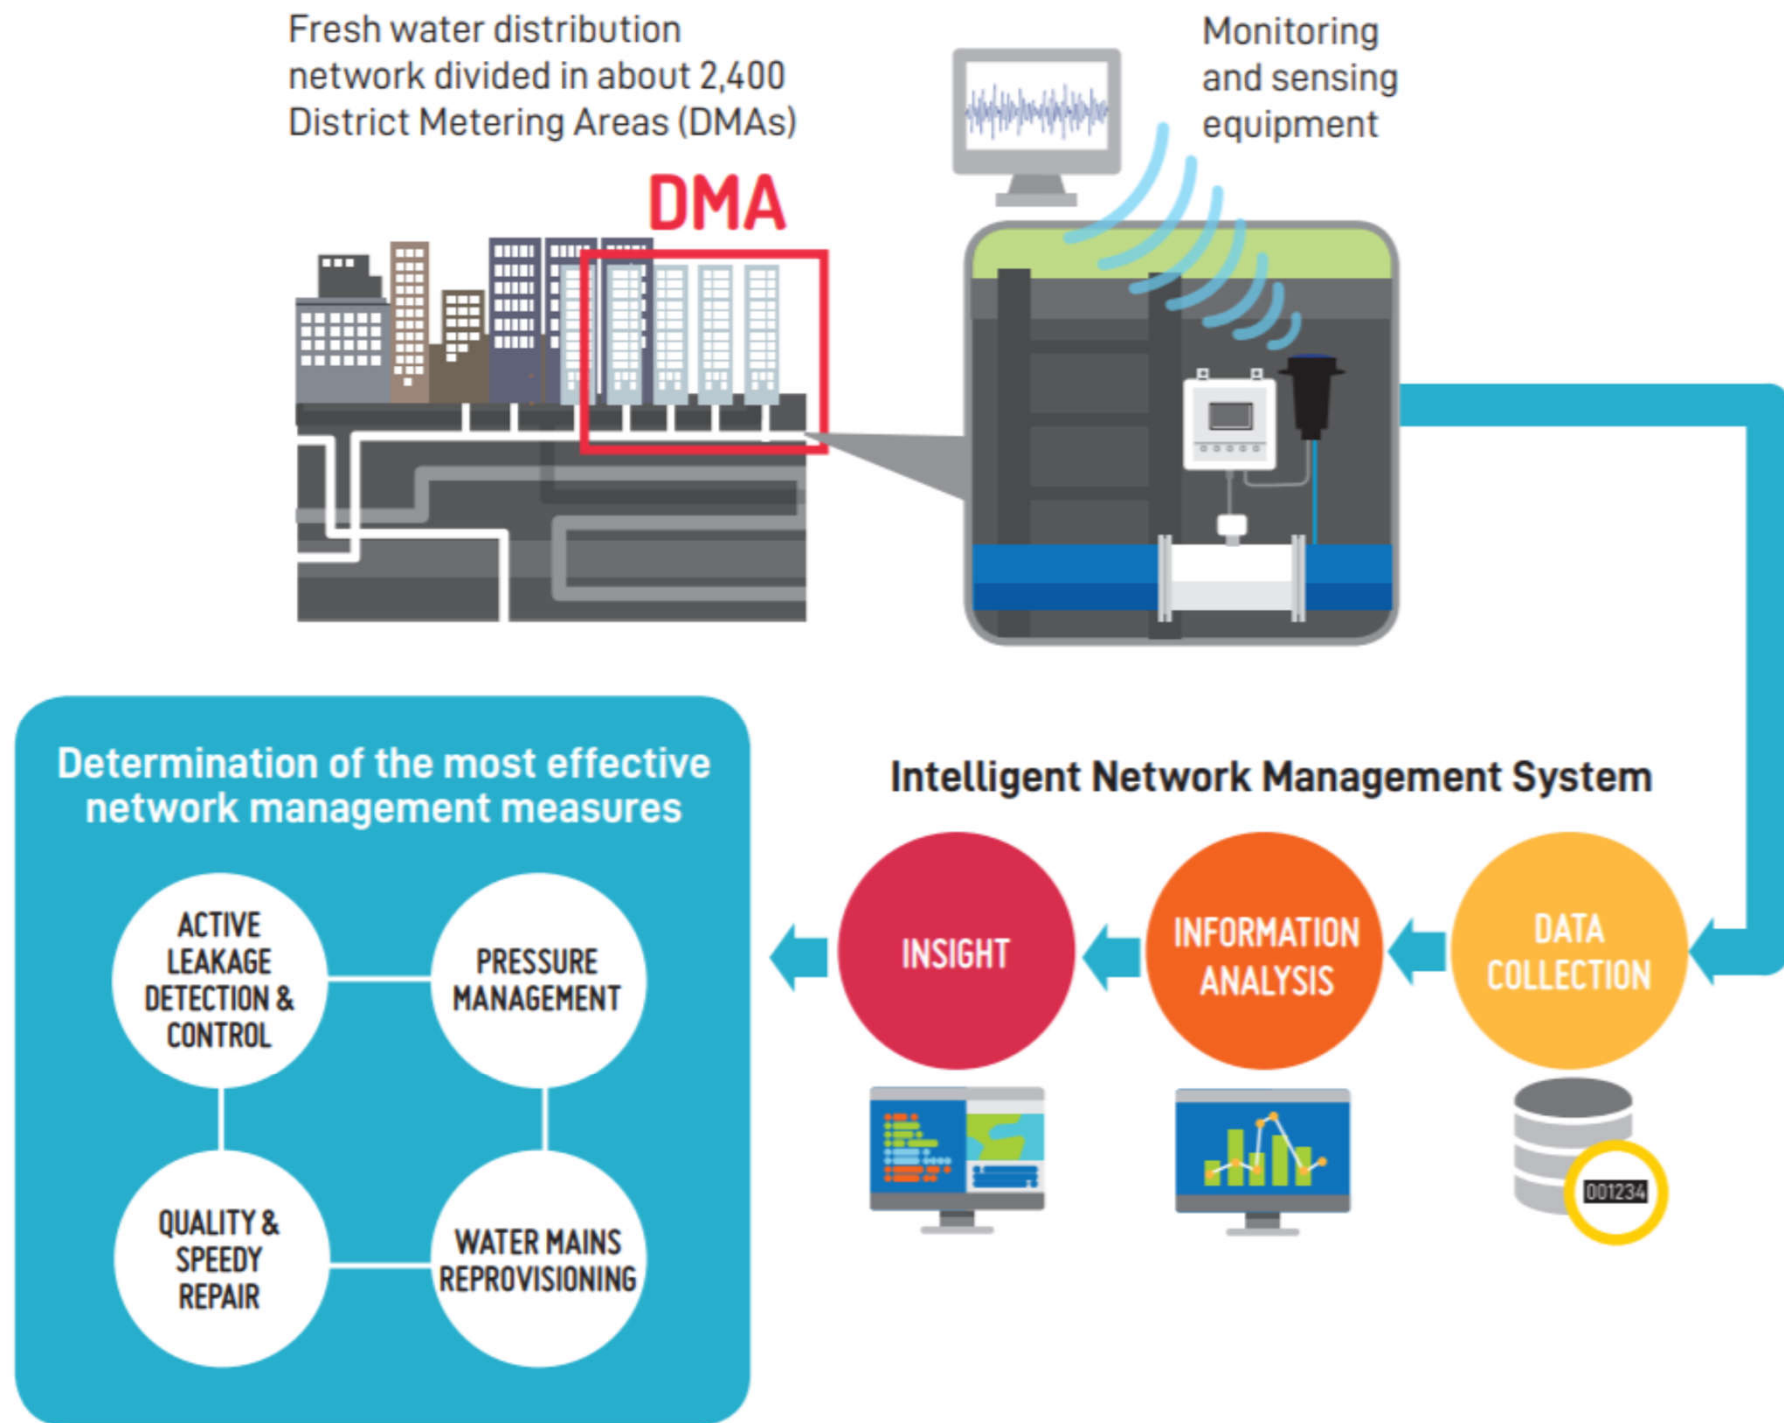 Fresh water distribution
network divided in about 2,400
District Metering Areas (DMAs)
Monitoring
and sensing
equipment
DMA
Determination of the most effective
network management measures
ACTIVE
LEAKAGE
DETECTION &
CONTROL
PRESSURE
MANAGEMENT
QUALITY &
SPEEDY
REPAIR
WATER MAINS
REPROVISIONING
Intelligent Network Management System
INSIGHT
INFORMATION
ANALYSIS
DATA
COLLECTION
001234